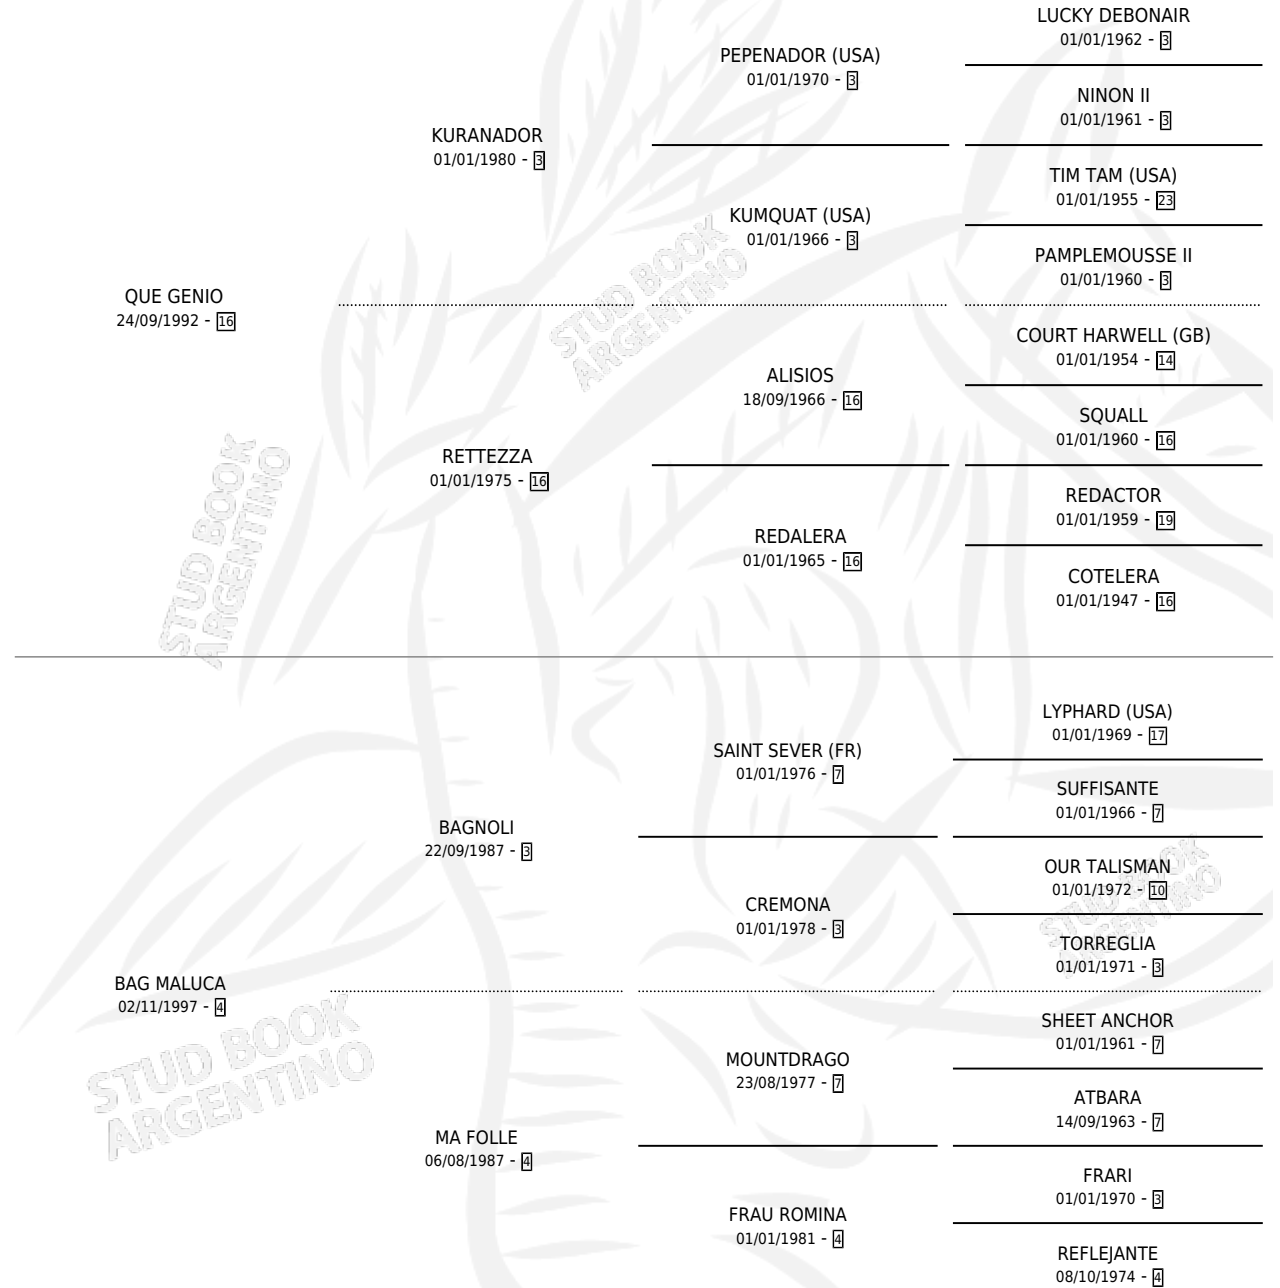 LUCKY DEBONAIR
01/01/1962 - 3
PEPENADOR (USA)
01/01/1970 - 3
NINON II
01/01/1961 - 3
KURANADOR
01/01/1980 - 3
TIM TAM (USA)
01/01/1955 - 23
KUMQUAT (USA)
01/01/1966 - 3
PAMPLEMOUSSE II
01/01/1960 - 3
QUE GENIO
24/09/1992 - 16
STUD BOOK
ARGENTINO
COURT HARWELL (GB)
01/01/1954 - 14
ALISIOS
18/09/1966 - 16
SQUALL
01/01/1960 - 16
RETTEZZA
01/01/1975 - 16
REDACTOR
01/01/1959 - 19
REDALERA
01/01/1965 - 16
COTELERA
01/01/1947 - 16
STUD BOOK
ARGENTINO
LYPHARD (USA)
01/01/1969 - 17
SAINT SEVER (FR)
01/01/1976 - 7
SUFFISANTE
01/01/1966 - 7
BAGNOLI
22/09/1987 - 3
OUR TALISMAN
01/01/1972 - 10
CREMONA
01/01/1978 - 3
TORREGLIA
01/01/1971 - 3
STUD BOOK
ARGENTINO
BAG MALUCA
02/11/1997 - 4
SHEET ANCHOR
01/01/1961 - 7
MOUNTDRAGO
23/08/1977 - 7
ATBARA
14/09/1963 - 7
STUD BOOK
ARGENTINO
MA FOLLE
06/08/1987 - 4
FRARI
01/01/1970 - 3
FRAU ROMINA
01/01/1981 - 4
REFLEJANTE
08/10/1974 - 4